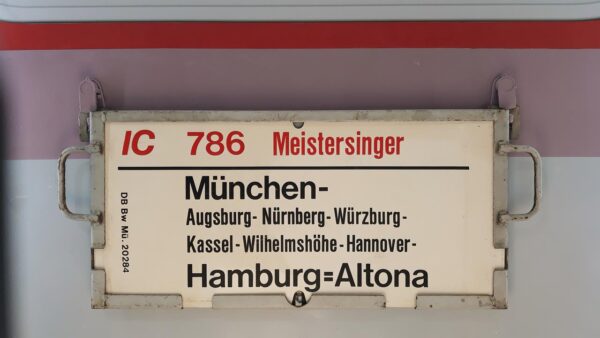 IC 786 Meistersinger
München-
Augsburg- Nürnberg- Würzburg-
Kassel-Wilhelmshöhe-Hannover-
Hamburg=Altona
DB Bw Mü. 20284